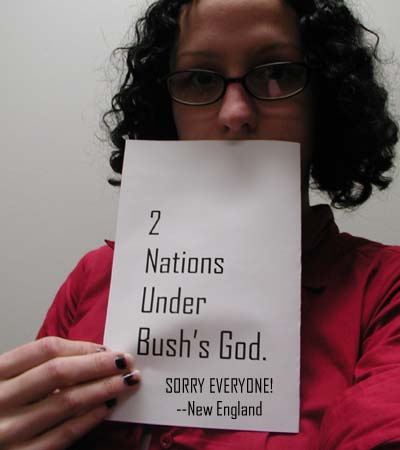 2
Nations
Under
Bush's God.
SORRY EVERYONE!
--New England